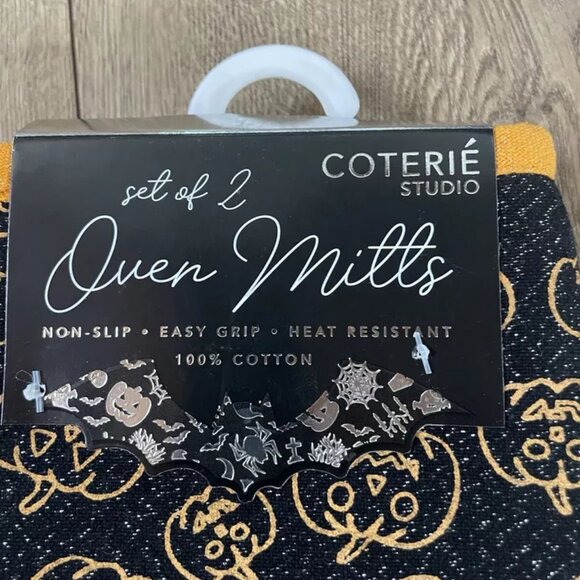 COTERIÉ
STUDIO
set of 2
Oven Mitts
NON-SLIP • EASY GRIP • HEAT RESISTANT
100% COTTON